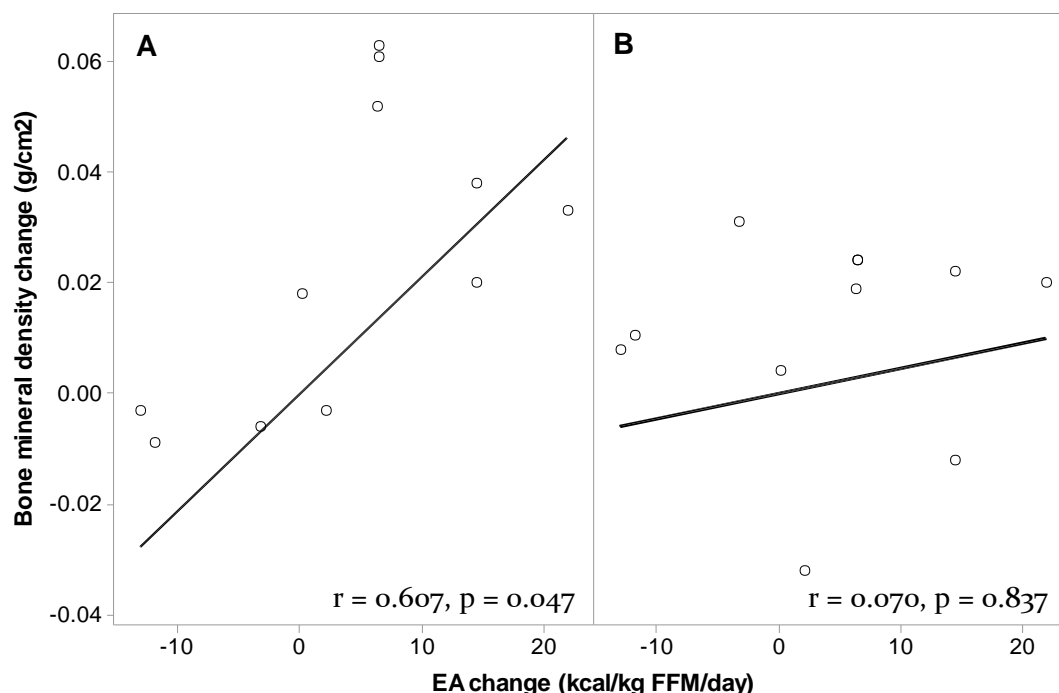 A
B
Bone mineral density change (g/cm2)
0.06
0.04
0.02
0.00
-0.02
-0.04
r = 0.607, p = 0.047
r = 0.070, p = 0.837
-10 0 10 20
-10 0 10 20
EA change (kcal/kg FFM/day)